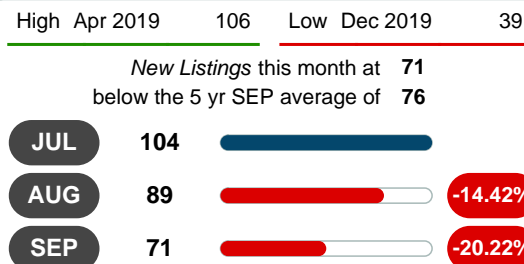 High Apr 2019 106 Low Dec 2019 39
New Listings this month at 71
below the 5 yr SEP average of 76
JUL 104
AUG 89 -14.42%
SEP 71 -20.22%